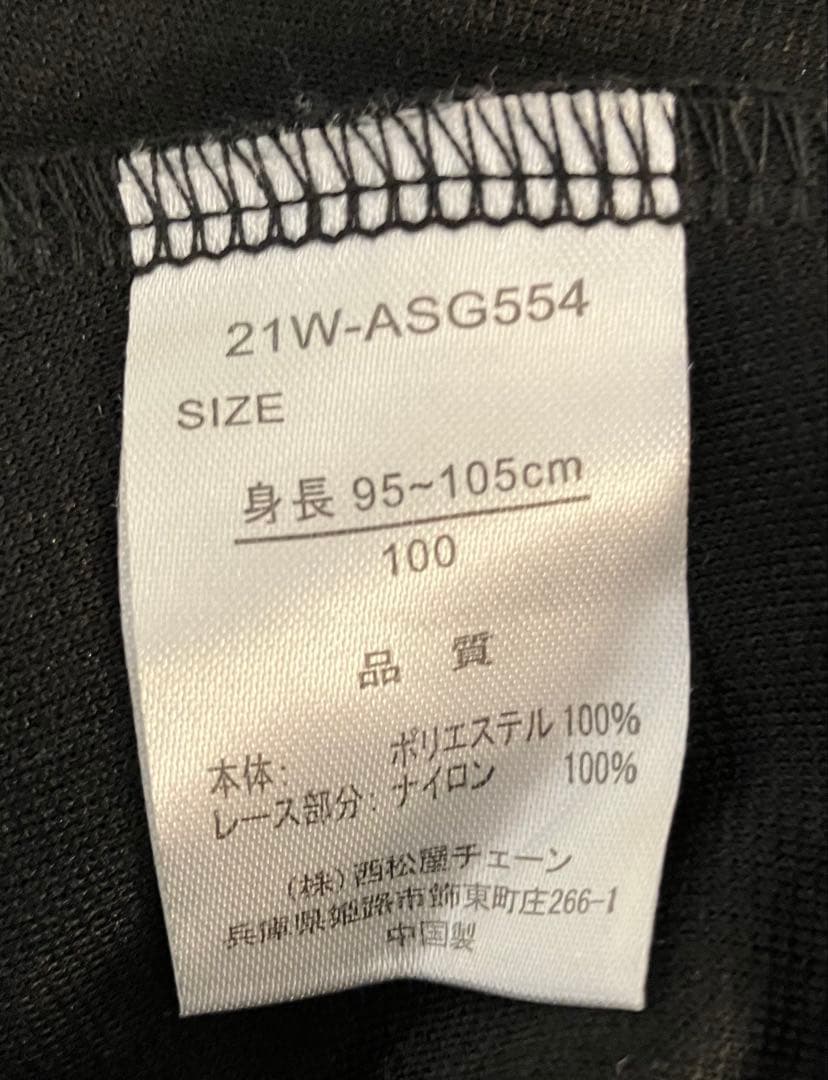 21W-ASG554
SIZE
身長 95~105cm
100
品 質
本体: ポリエステル 100%
レース部分: ナイロン 100%
(株)西松屋チェーン
兵庫県姫路市飾東町庄266-1
中国製